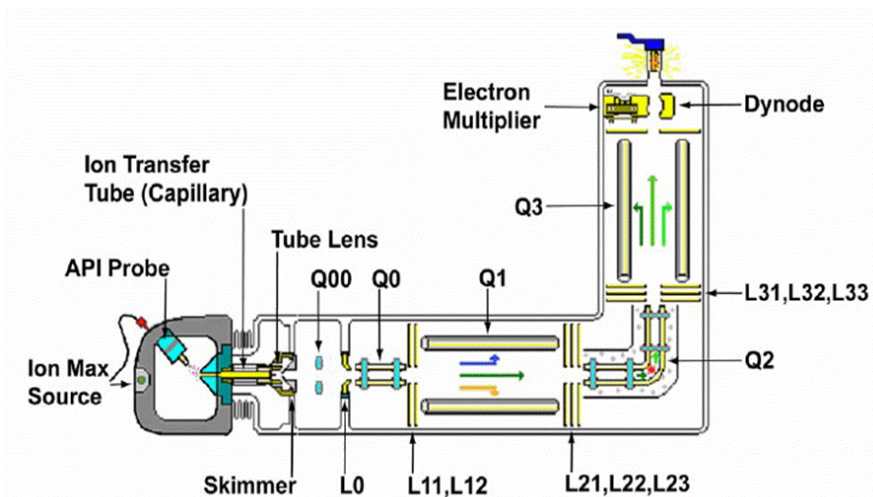 Electron
Multiplier
Dynode
Ion Transfer
Tube (Capillary)
Q3
Tube Lens
API Probe
Q00
Q0
Q1
L31,L32,L33
Ion Max
Source
Q2
Skimmer
L0
L11,L12
L21,L22,L23